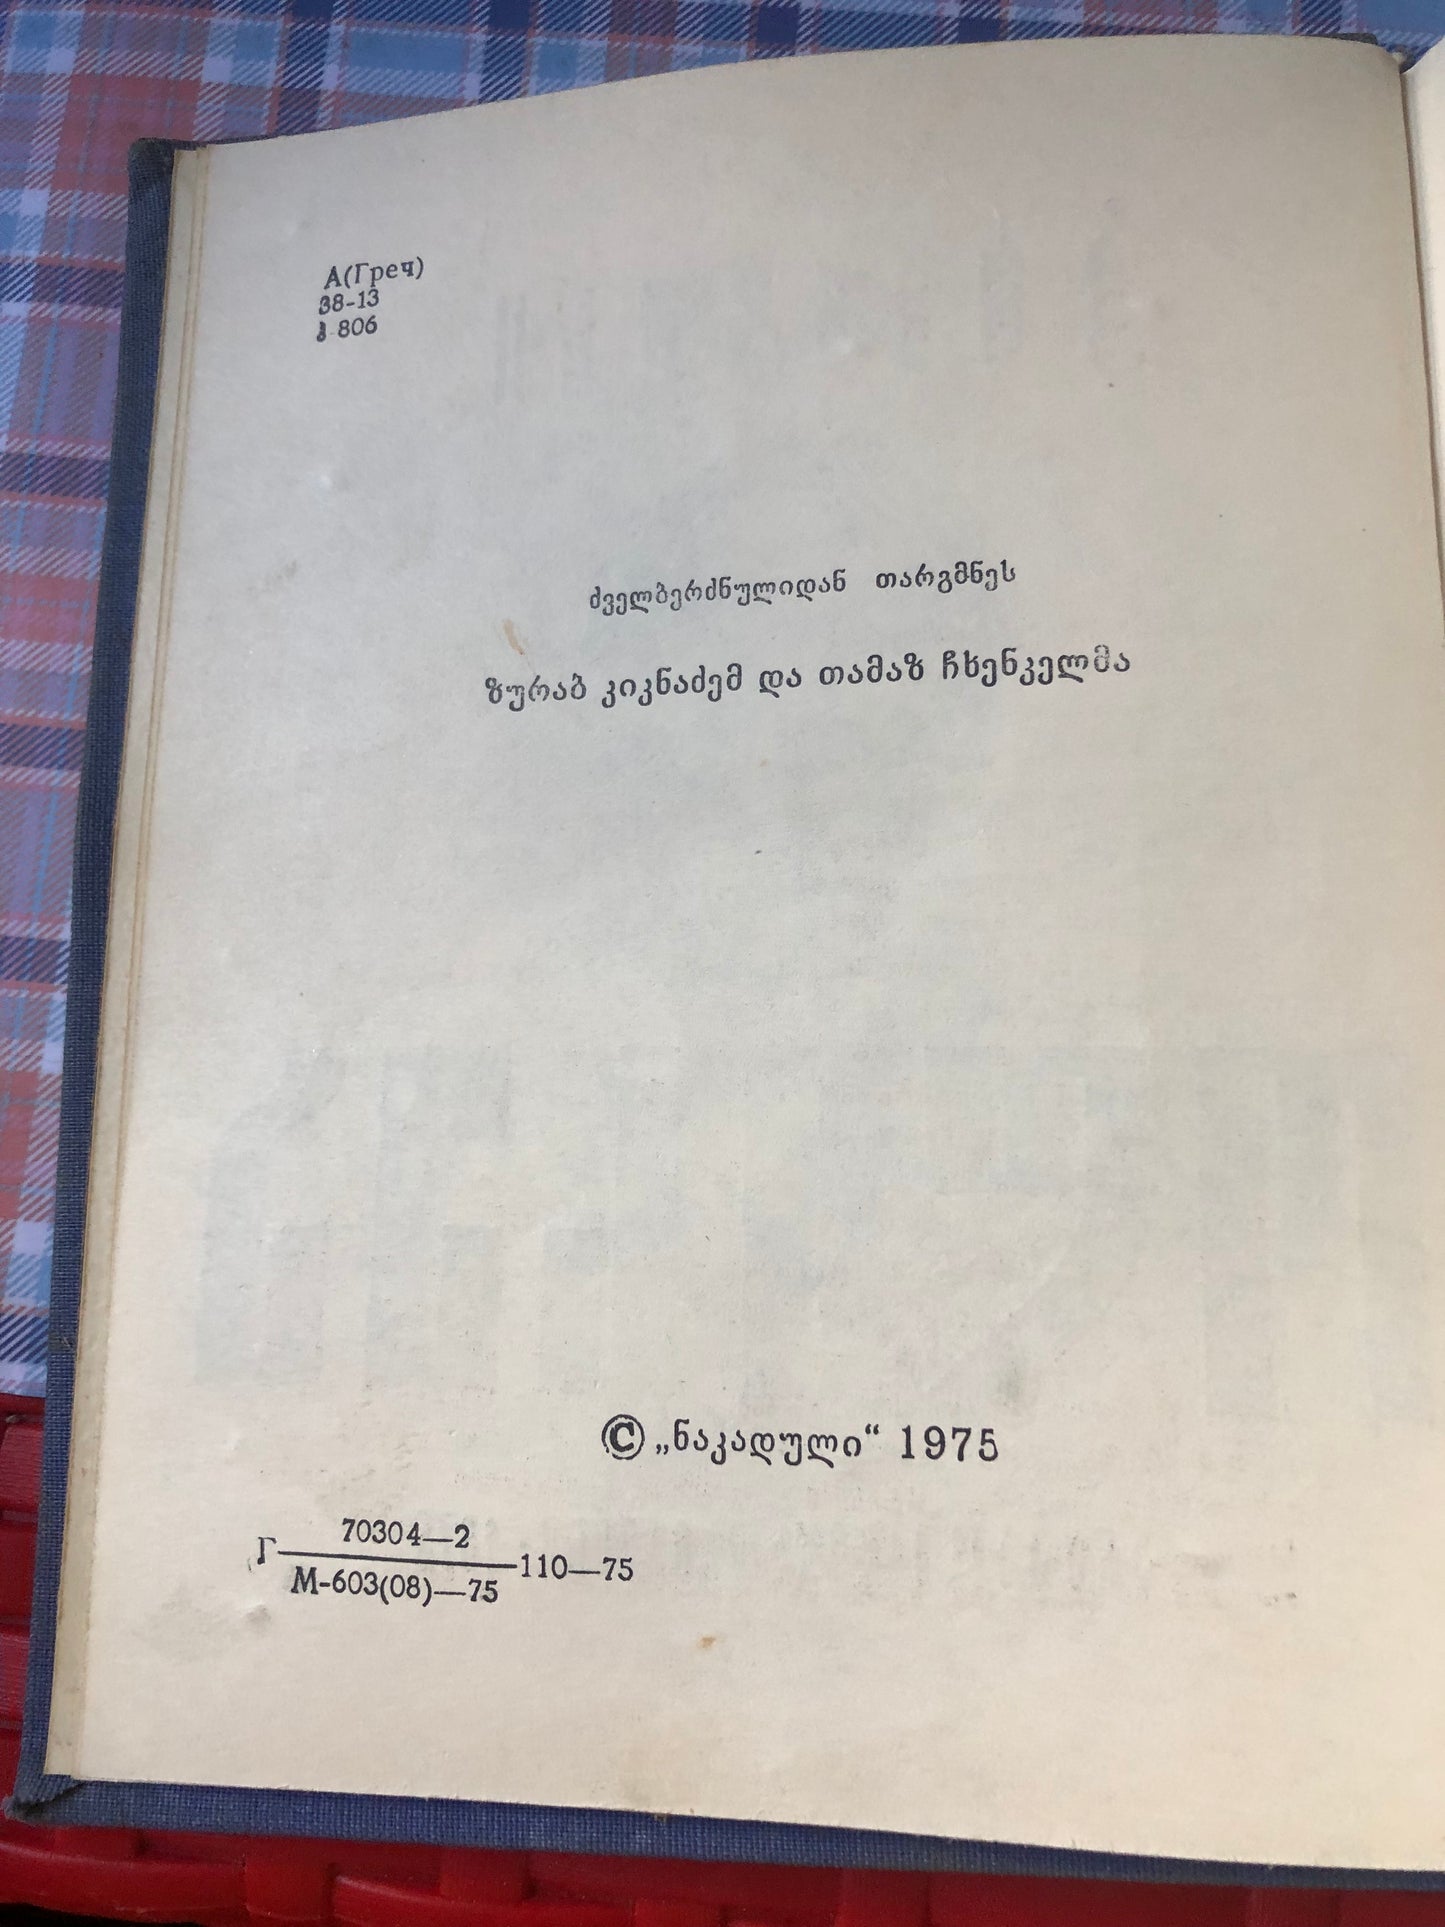 А(Греч)
38-13
კ 806
ძველბერძნულიდან თარგმნეს
ზურაბ კიკნაძემ და თამაზ ჩხენკელმა
© „ნაკადული“ 1975
70304—2
Г 110—75
М-603(08)—75